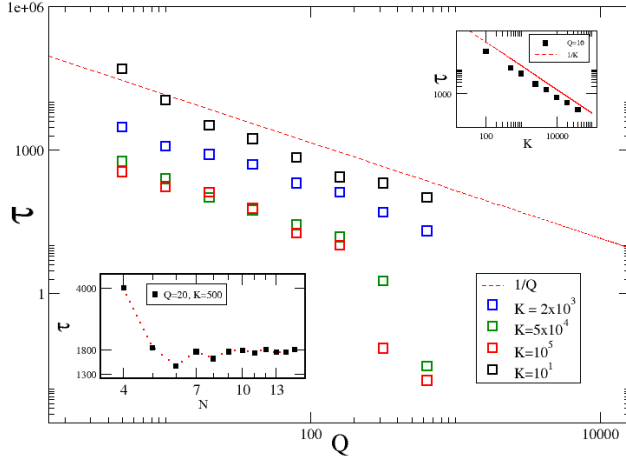 1e+06
1000
1
τ
100
10000
Q
Q=10
1/K
τ
1000
100
10000
K
1/Q
K = 2x10³
K=5x10⁴
K=10⁵
K=10¹
Q=20, K=500
τ
4000
1800
1300
4
7
10
13
N